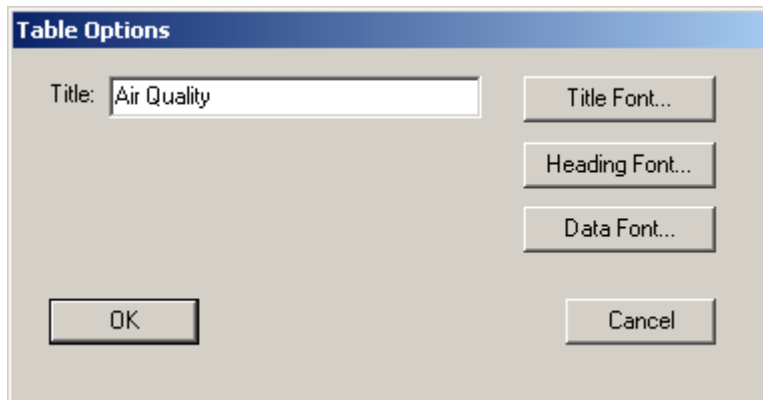 Table Options
Title: Air Quality
Title Font...
Heading Font...
Data Font...
OK
Cancel